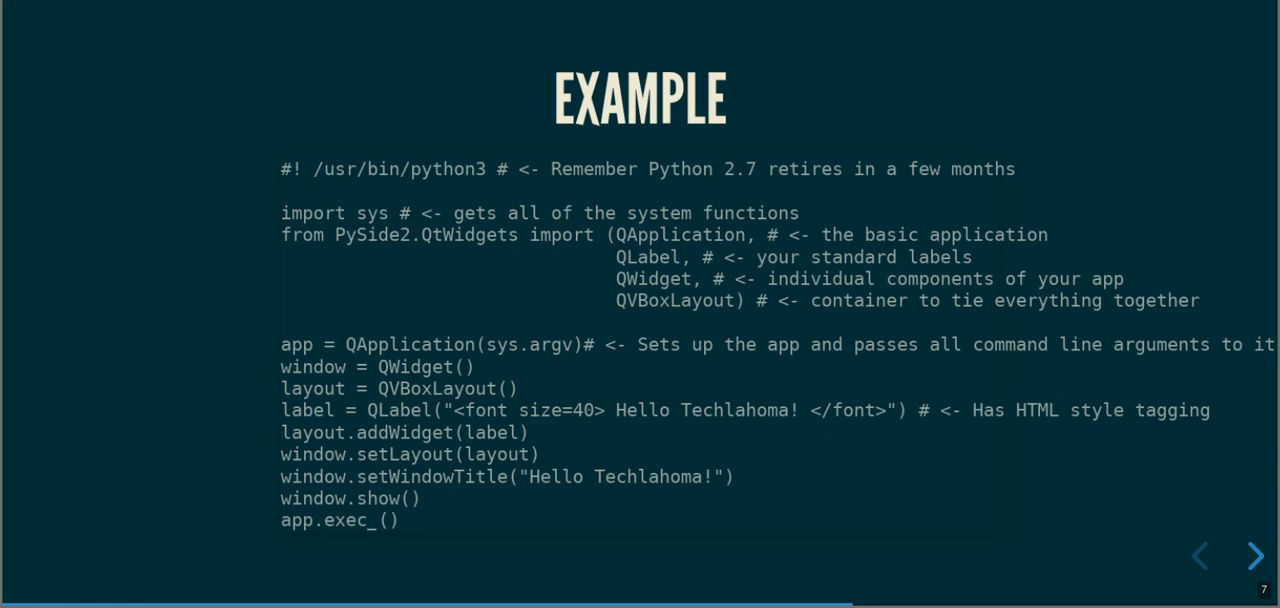 EXAMPLE
#! /usr/bin/python3 # <- Remember Python 2.7 retires in a few months
import sys # <- gets all of the system functions
from PySide2.QtWidgets import (QApplication, # <- the basic application
                               QLabel, # <- your standard labels
                               QWidget, # <- individual components of your app
                               QVBoxLayout) # <- container to tie everything together
app = QApplication(sys.argv)# <- Sets up the app and passes all command line arguments to it
window = QWidget()
layout = QVBoxLayout()
label = QLabel("<font size=40> Hello Techlahoma! </font>") # <- Has HTML style tagging
layout.addWidget(label)
window.setLayout(layout)
window.setWindowTitle("Hello Techlahoma!")
window.show()
app.exec_()
7